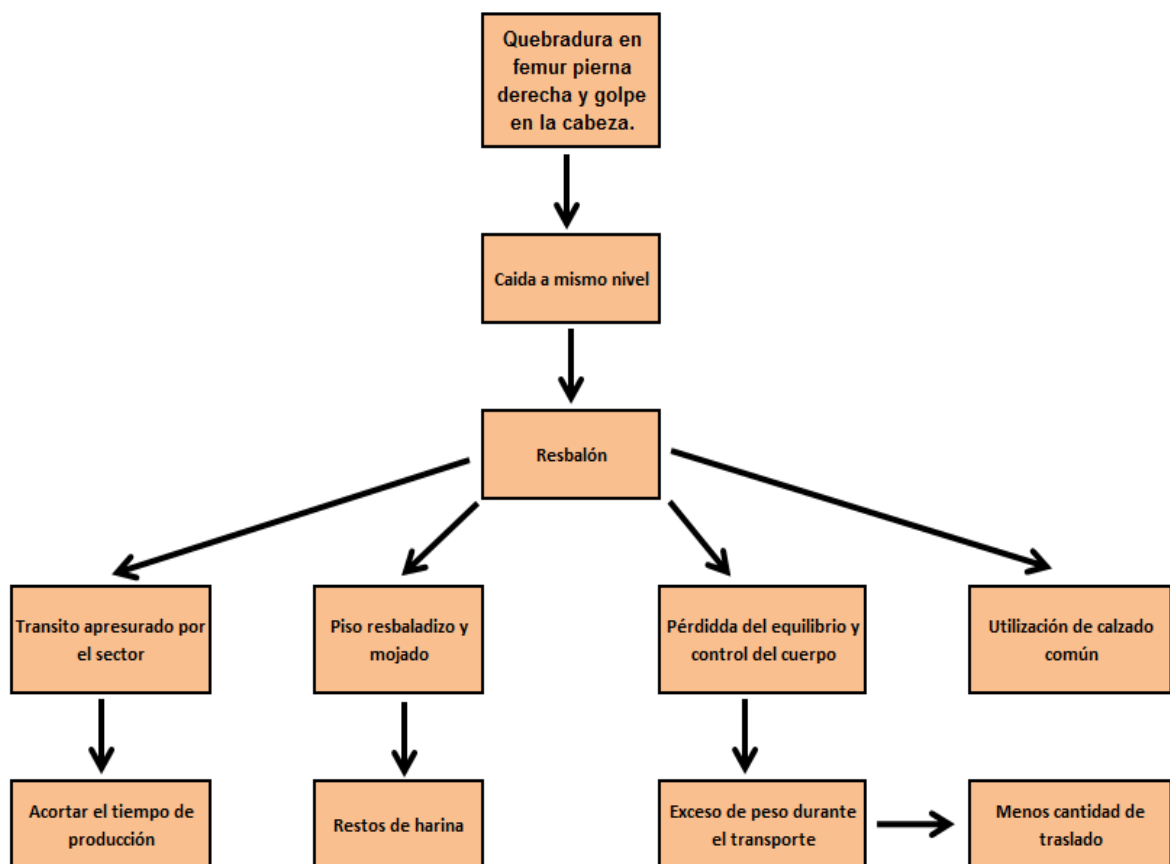 Quebradura en
femur pierna
derecha y golpe
en la cabeza.
Caida a mismo nivel
Resbalón
Transito apresurado por
el sector
Piso resbaladizo y
mojado
Pérdidda del equilibrio y
control del cuerpo
Utilización de calzado
común
Acortar el tiempo de
producción
Restos de harina
Exceso de peso durante
el transporte
Menos cantidad de
traslado